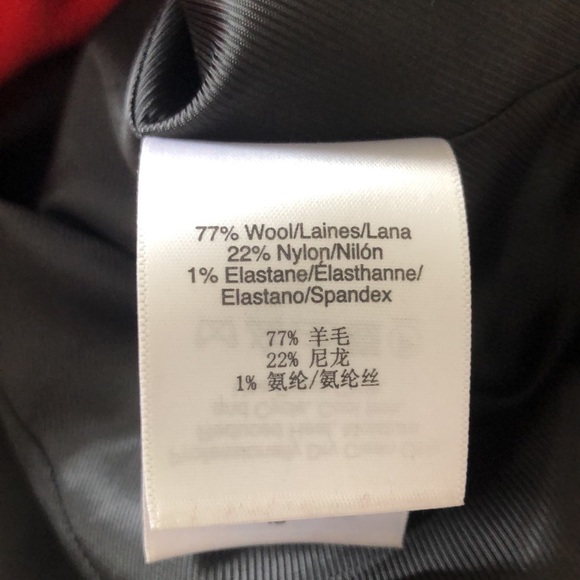 77% Wool/Laines/Lana
22% Nylon/Nilón
1% Elastane/Élasthanne/
Elastano/Spandex
77% 羊毛
22% 尼龙
1% 氨纶/氨纶丝